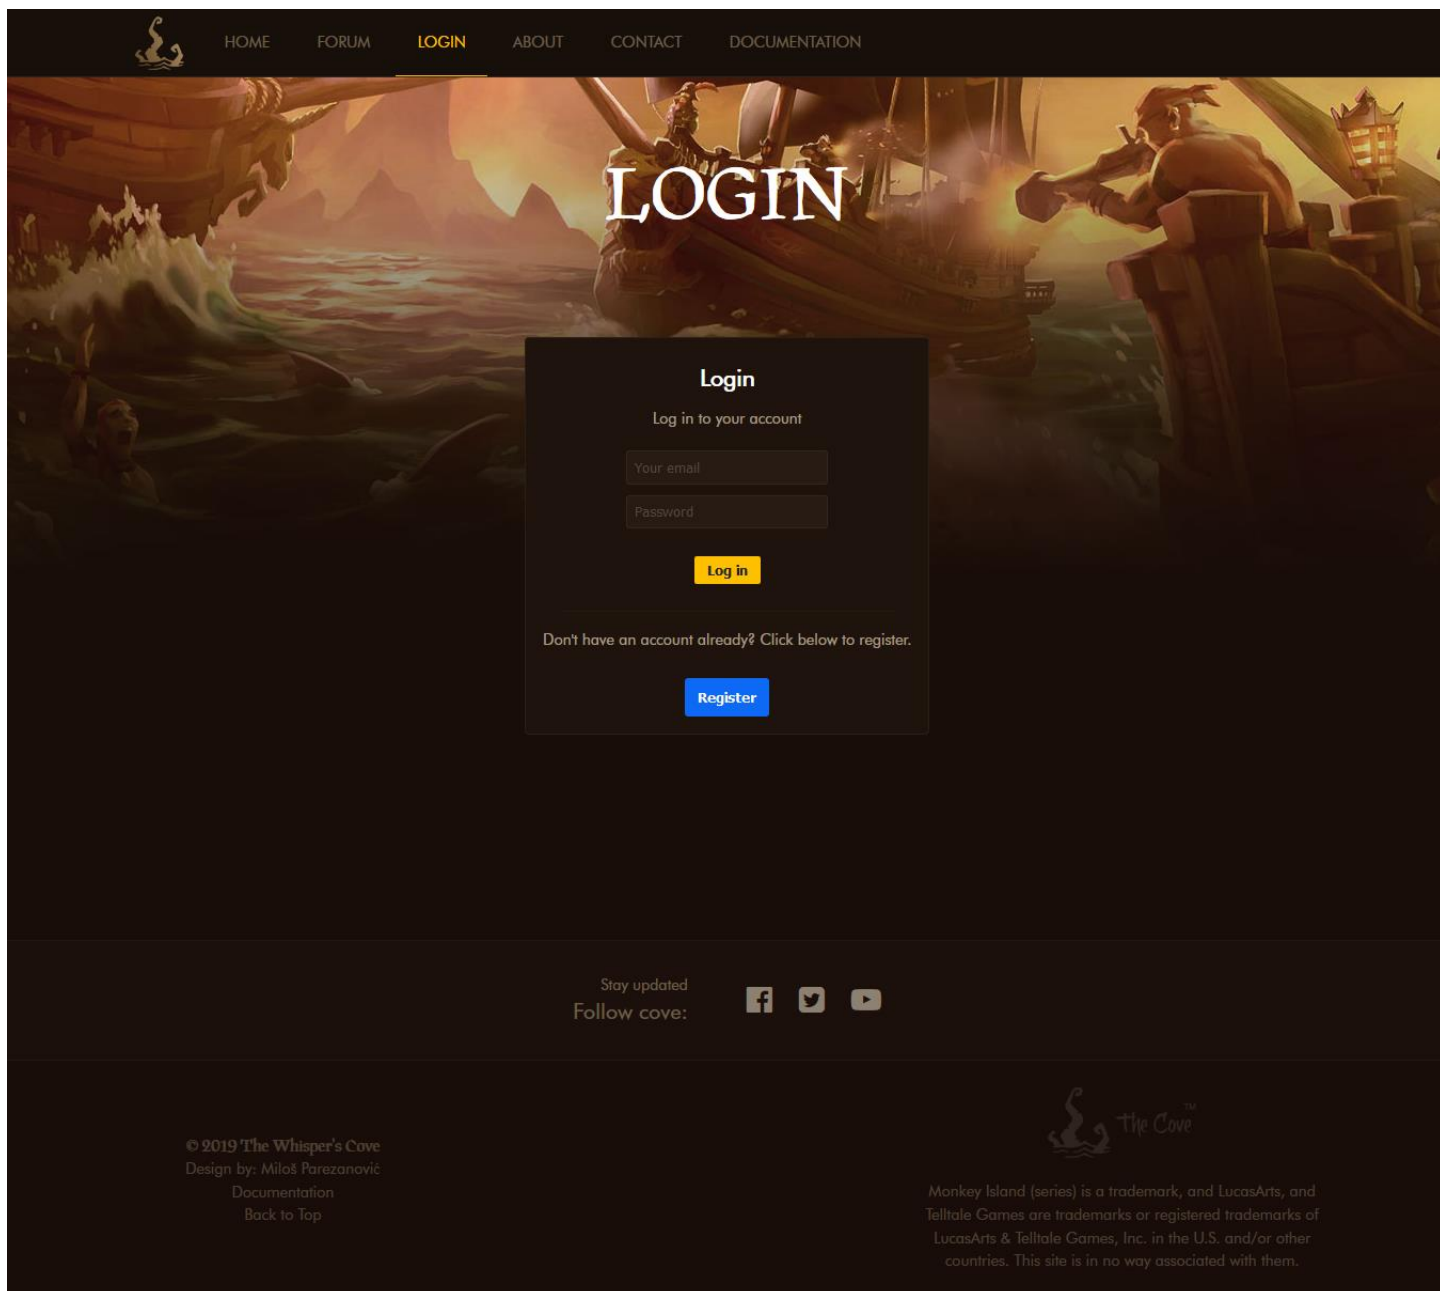 HOME FORUM LOGIN ABOUT CONTACT DOCUMENTATION
LOGIN
Login
Log in to your account
Your email
Password
Log in
Don't have an account already? Click below to register.
Register
Stay updated
Follow cove:
The Cove™
© 2019 The Whisper's Cove
Design by: Miloš Parezanović
Documentation
Back to Top
Monkey Island (series) is a trademark, and LucasArts, and
Telltale Games are trademarks or registered trademarks of
LucasArts & Telltale Games, Inc. in the U.S. and/or other
countries. This site is in no way associated with them.